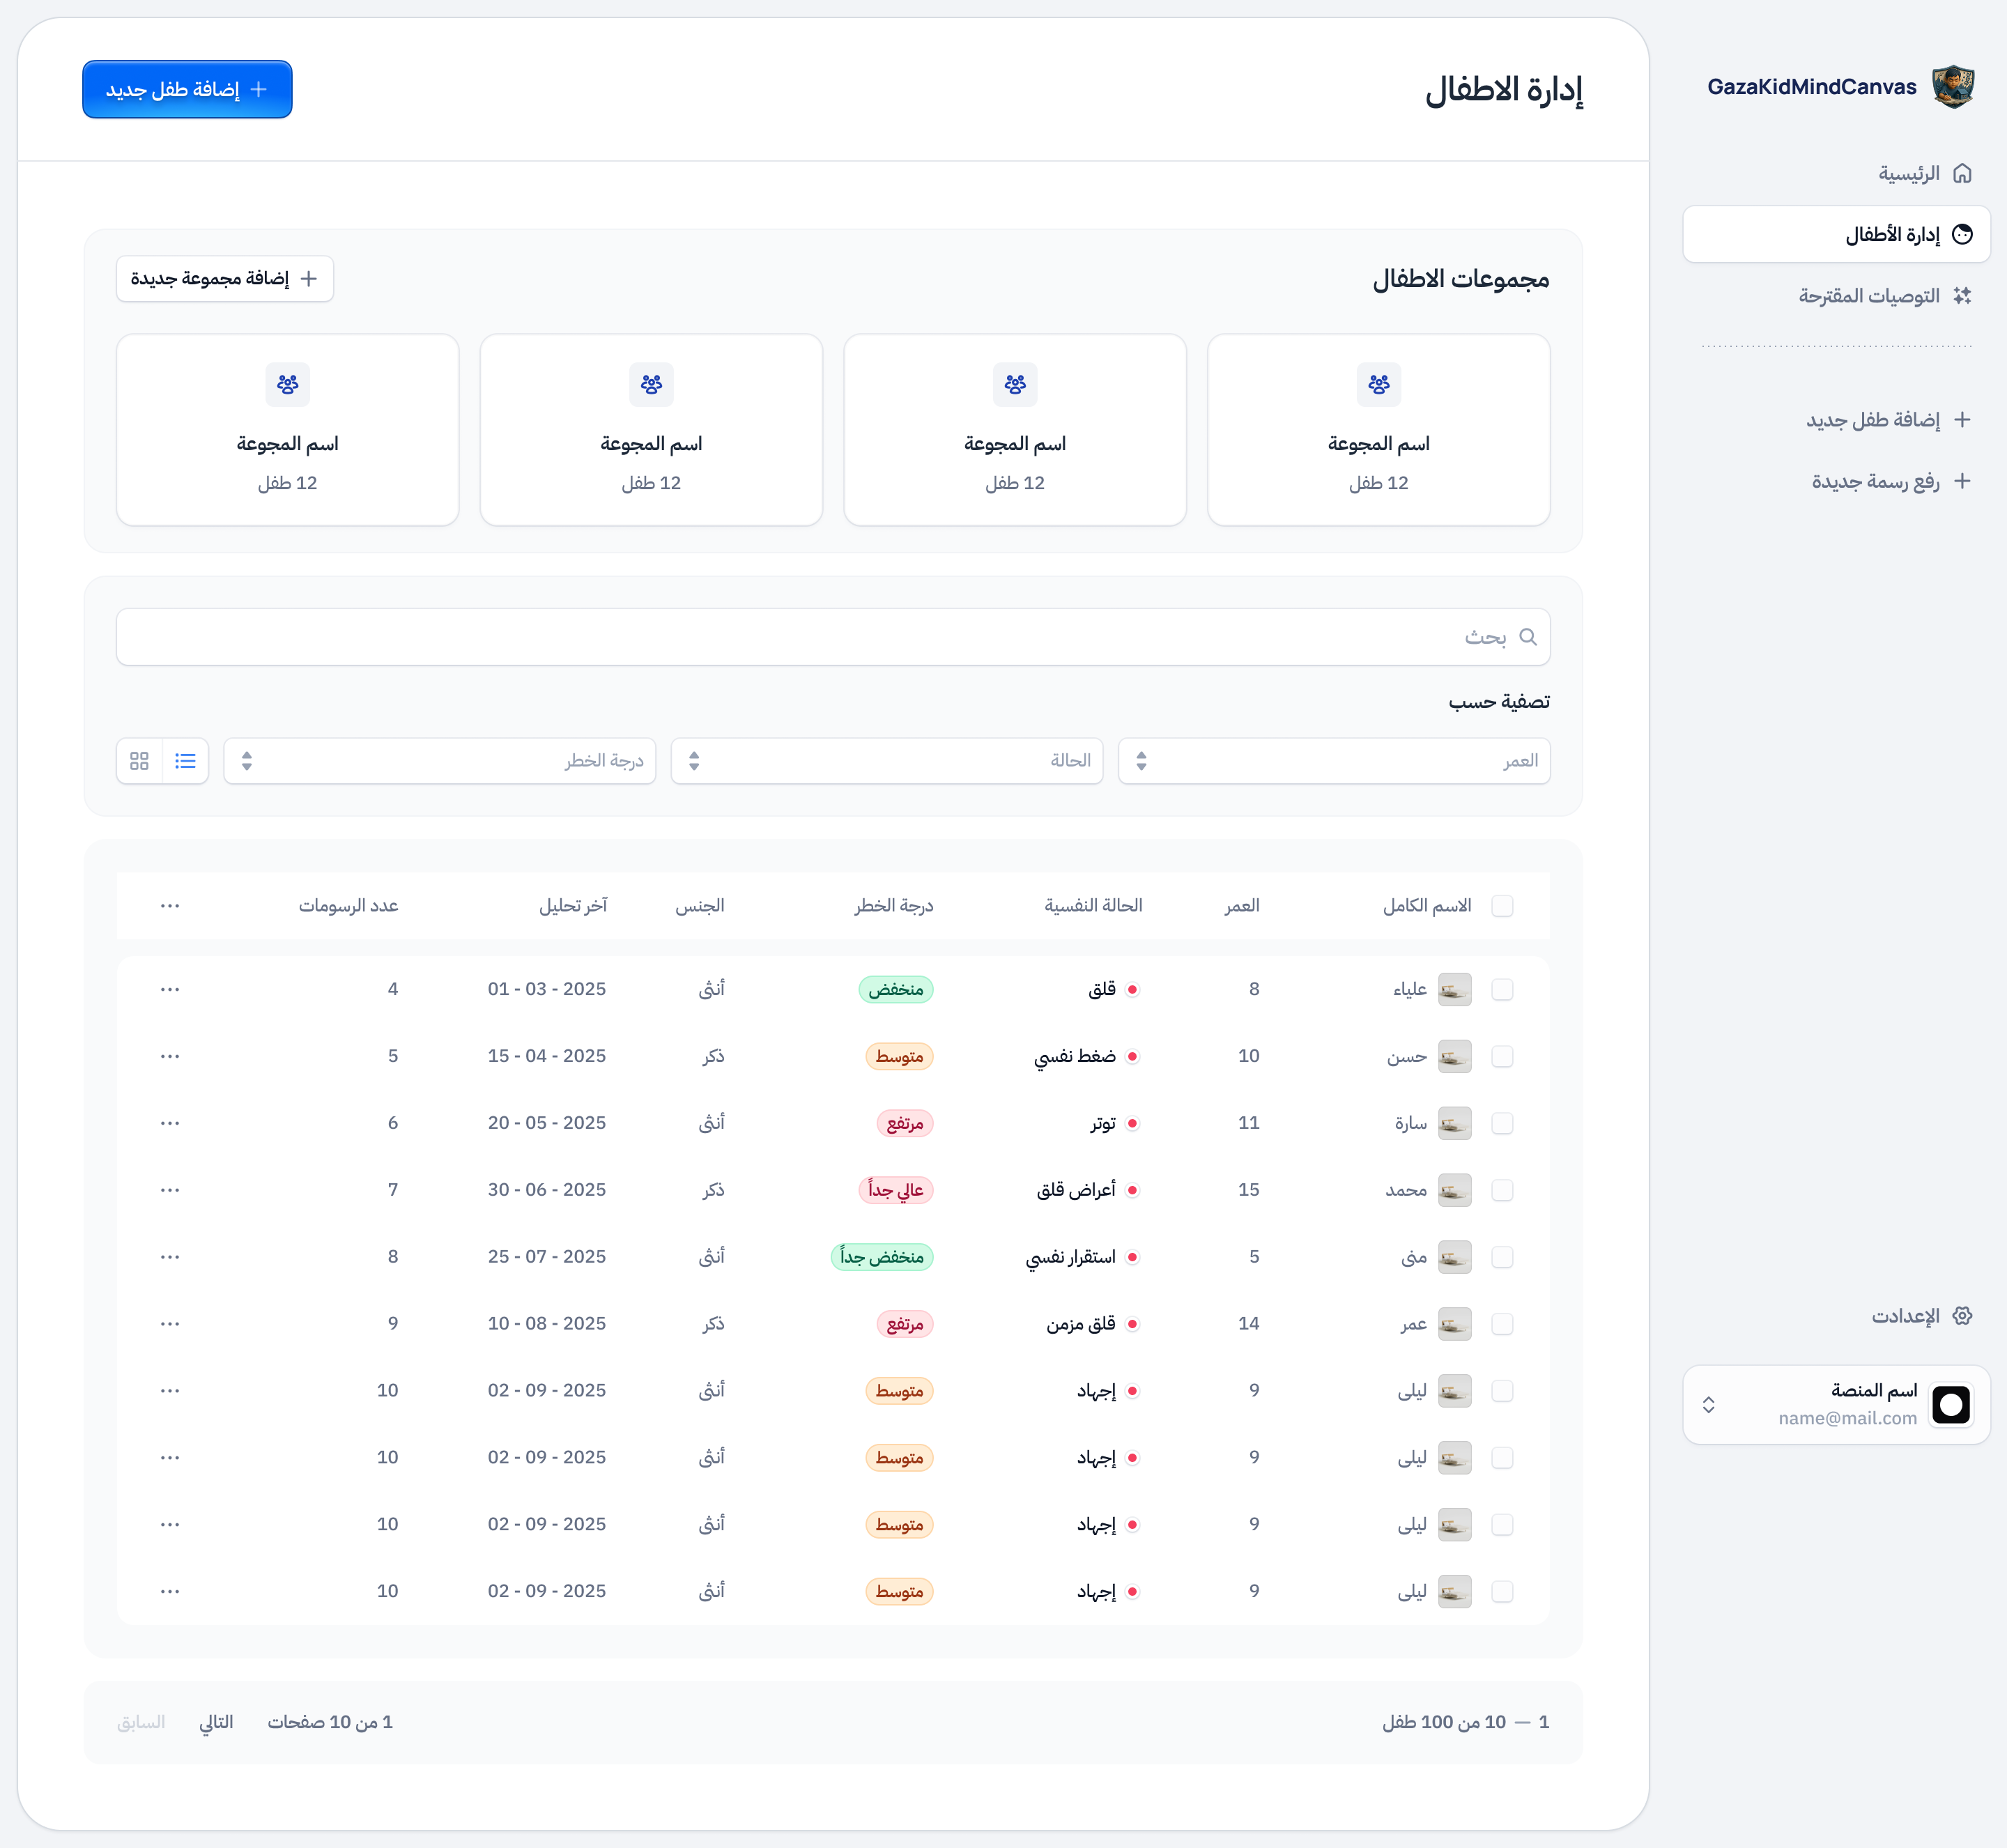 GazaKidMindCanvas
الرئيسية
إدارة الأطفال
التوصيات المقترحة
إضافة طفل جديد
رفع رسمة جديدة
الإعدادت
اسم المنصة
name@mail.com
إدارة الاطفال
إضافة طفل جديد
مجموعات الاطفال
إضافة مجموعة جديدة
اسم المجوعة
12 طفل
اسم المجوعة
12 طفل
اسم المجوعة
12 طفل
اسم المجوعة
12 طفل
بحث
تصفية حسب
العمر
الحالة
درجة الخطر
الاسم الكامل العمر الحالة النفسية درجة الخطر الجنس آخر تحليل عدد الرسومات
علياء 8 قلق منخفض أنثى 01 - 03 - 2025 4
حسن 10 ضغط نفسي متوسط ذكر 15 - 04 - 2025 5
سارة 11 توتر مرتفع أنثى 20 - 05 - 2025 6
محمد 15 أعراض قلق عالي جداً ذكر 30 - 06 - 2025 7
منى 5 استقرار نفسي منخفض جداً أنثى 25 - 07 - 2025 8
عمر 14 قلق مزمن مرتفع ذكر 10 - 08 - 2025 9
ليلى 9 إجهاد متوسط أنثى 02 - 09 - 2025 10
ليلى 9 إجهاد متوسط أنثى 02 - 09 - 2025 10
ليلى 9 إجهاد متوسط أنثى 02 - 09 - 2025 10
ليلى 9 إجهاد متوسط أنثى 02 - 09 - 2025 10
1 — 10 من 100 طفل
1 من 10 صفحات
التالي
السابق